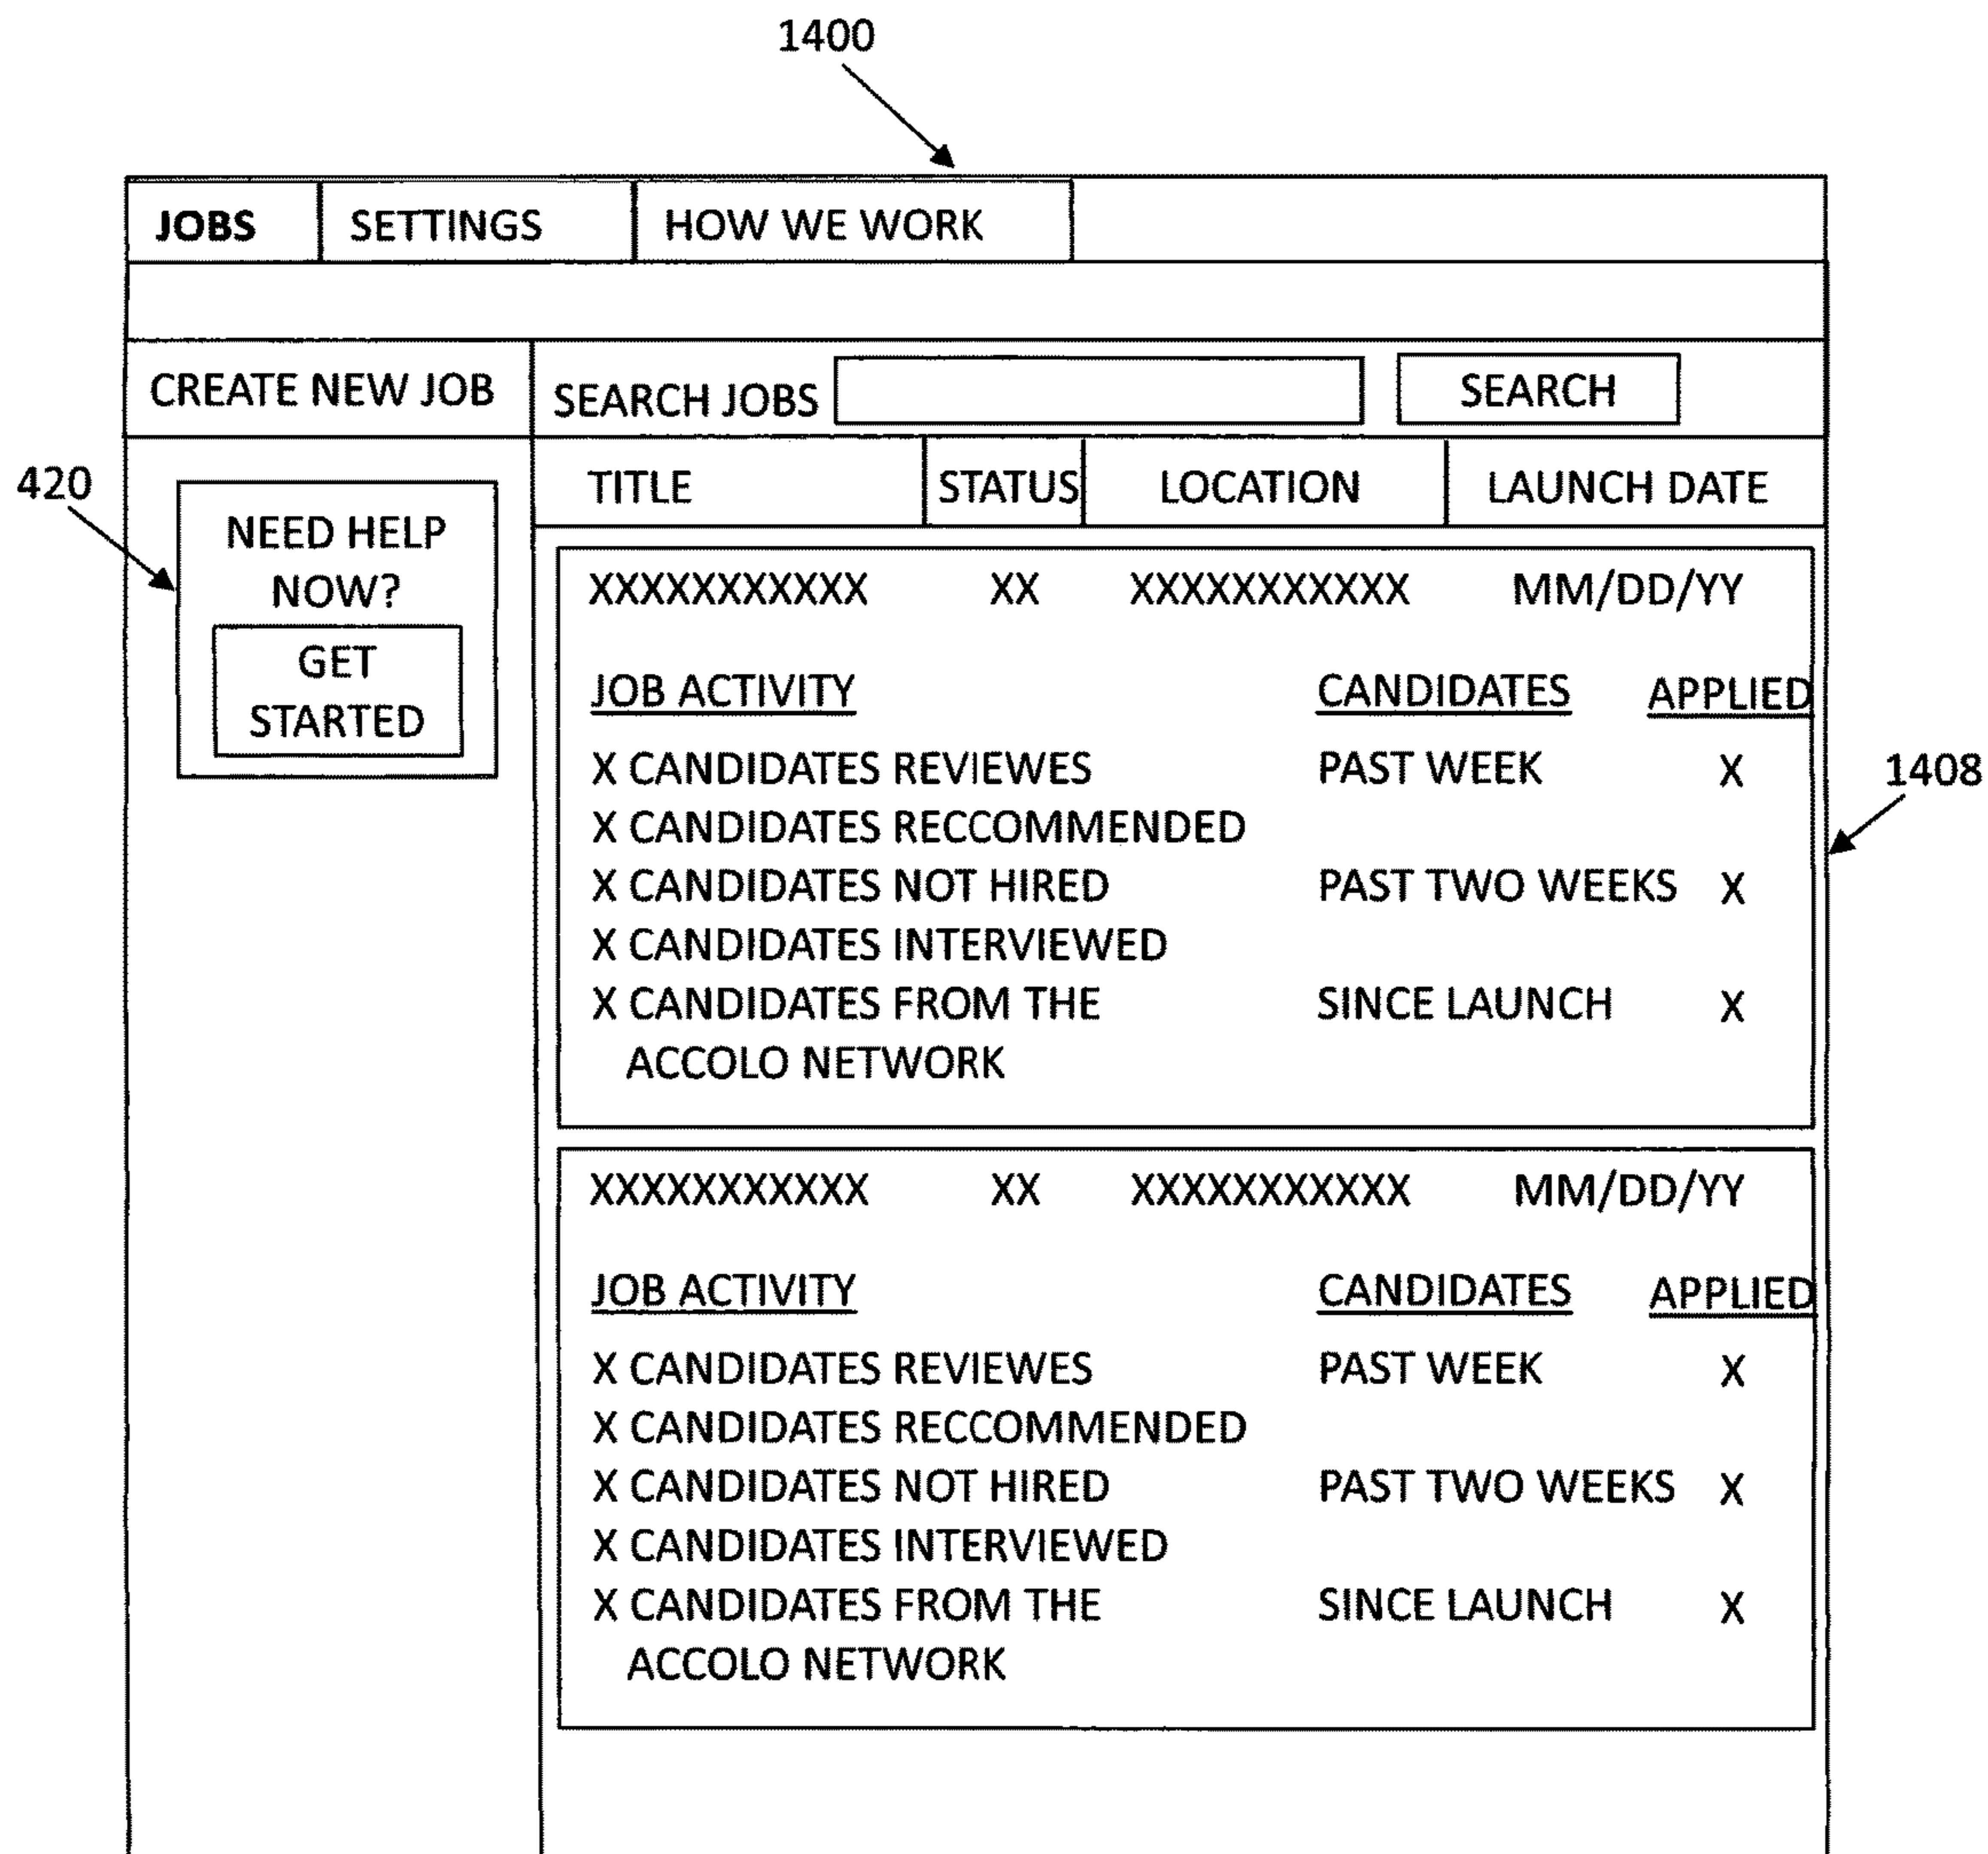 1400
JOBS SETTINGS HOW WE WORK
CREATE NEW JOB SEARCH JOBS SEARCH
420
TITLE STATUS LOCATION LAUNCH DATE
NEED HELP
NOW?
GET
STARTED
XXXXXXXXXXX XX XXXXXXXXXXX MM/DD/YY
JOB ACTIVITY CANDIDATES APPLIED
X CANDIDATES REVIEWES PAST WEEK X
1408
X CANDIDATES RECCOMMENDED
X CANDIDATES NOT HIRED PAST TWO WEEKS X
X CANDIDATES INTERVIEWED
X CANDIDATES FROM THE SINCE LAUNCH X
ACCOLO NETWORK
XXXXXXXXXXX XX XXXXXXXXXXX MM/DD/YY
JOB ACTIVITY CANDIDATES APPLIED
X CANDIDATES REVIEWES PAST WEEK X
X CANDIDATES RECCOMMENDED
X CANDIDATES NOT HIRED PAST TWO WEEKS X
X CANDIDATES INTERVIEWED
X CANDIDATES FROM THE SINCE LAUNCH X
ACCOLO NETWORK